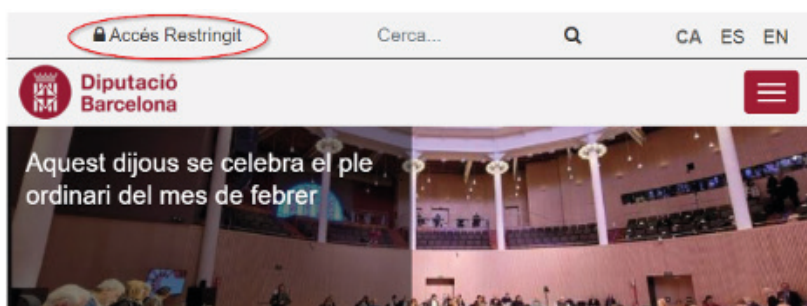 Accés Restringit
Cerca...
CA ES EN
Diputació
Barcelona
Aquest dijous se celebra el ple
ordinari del mes de febrer